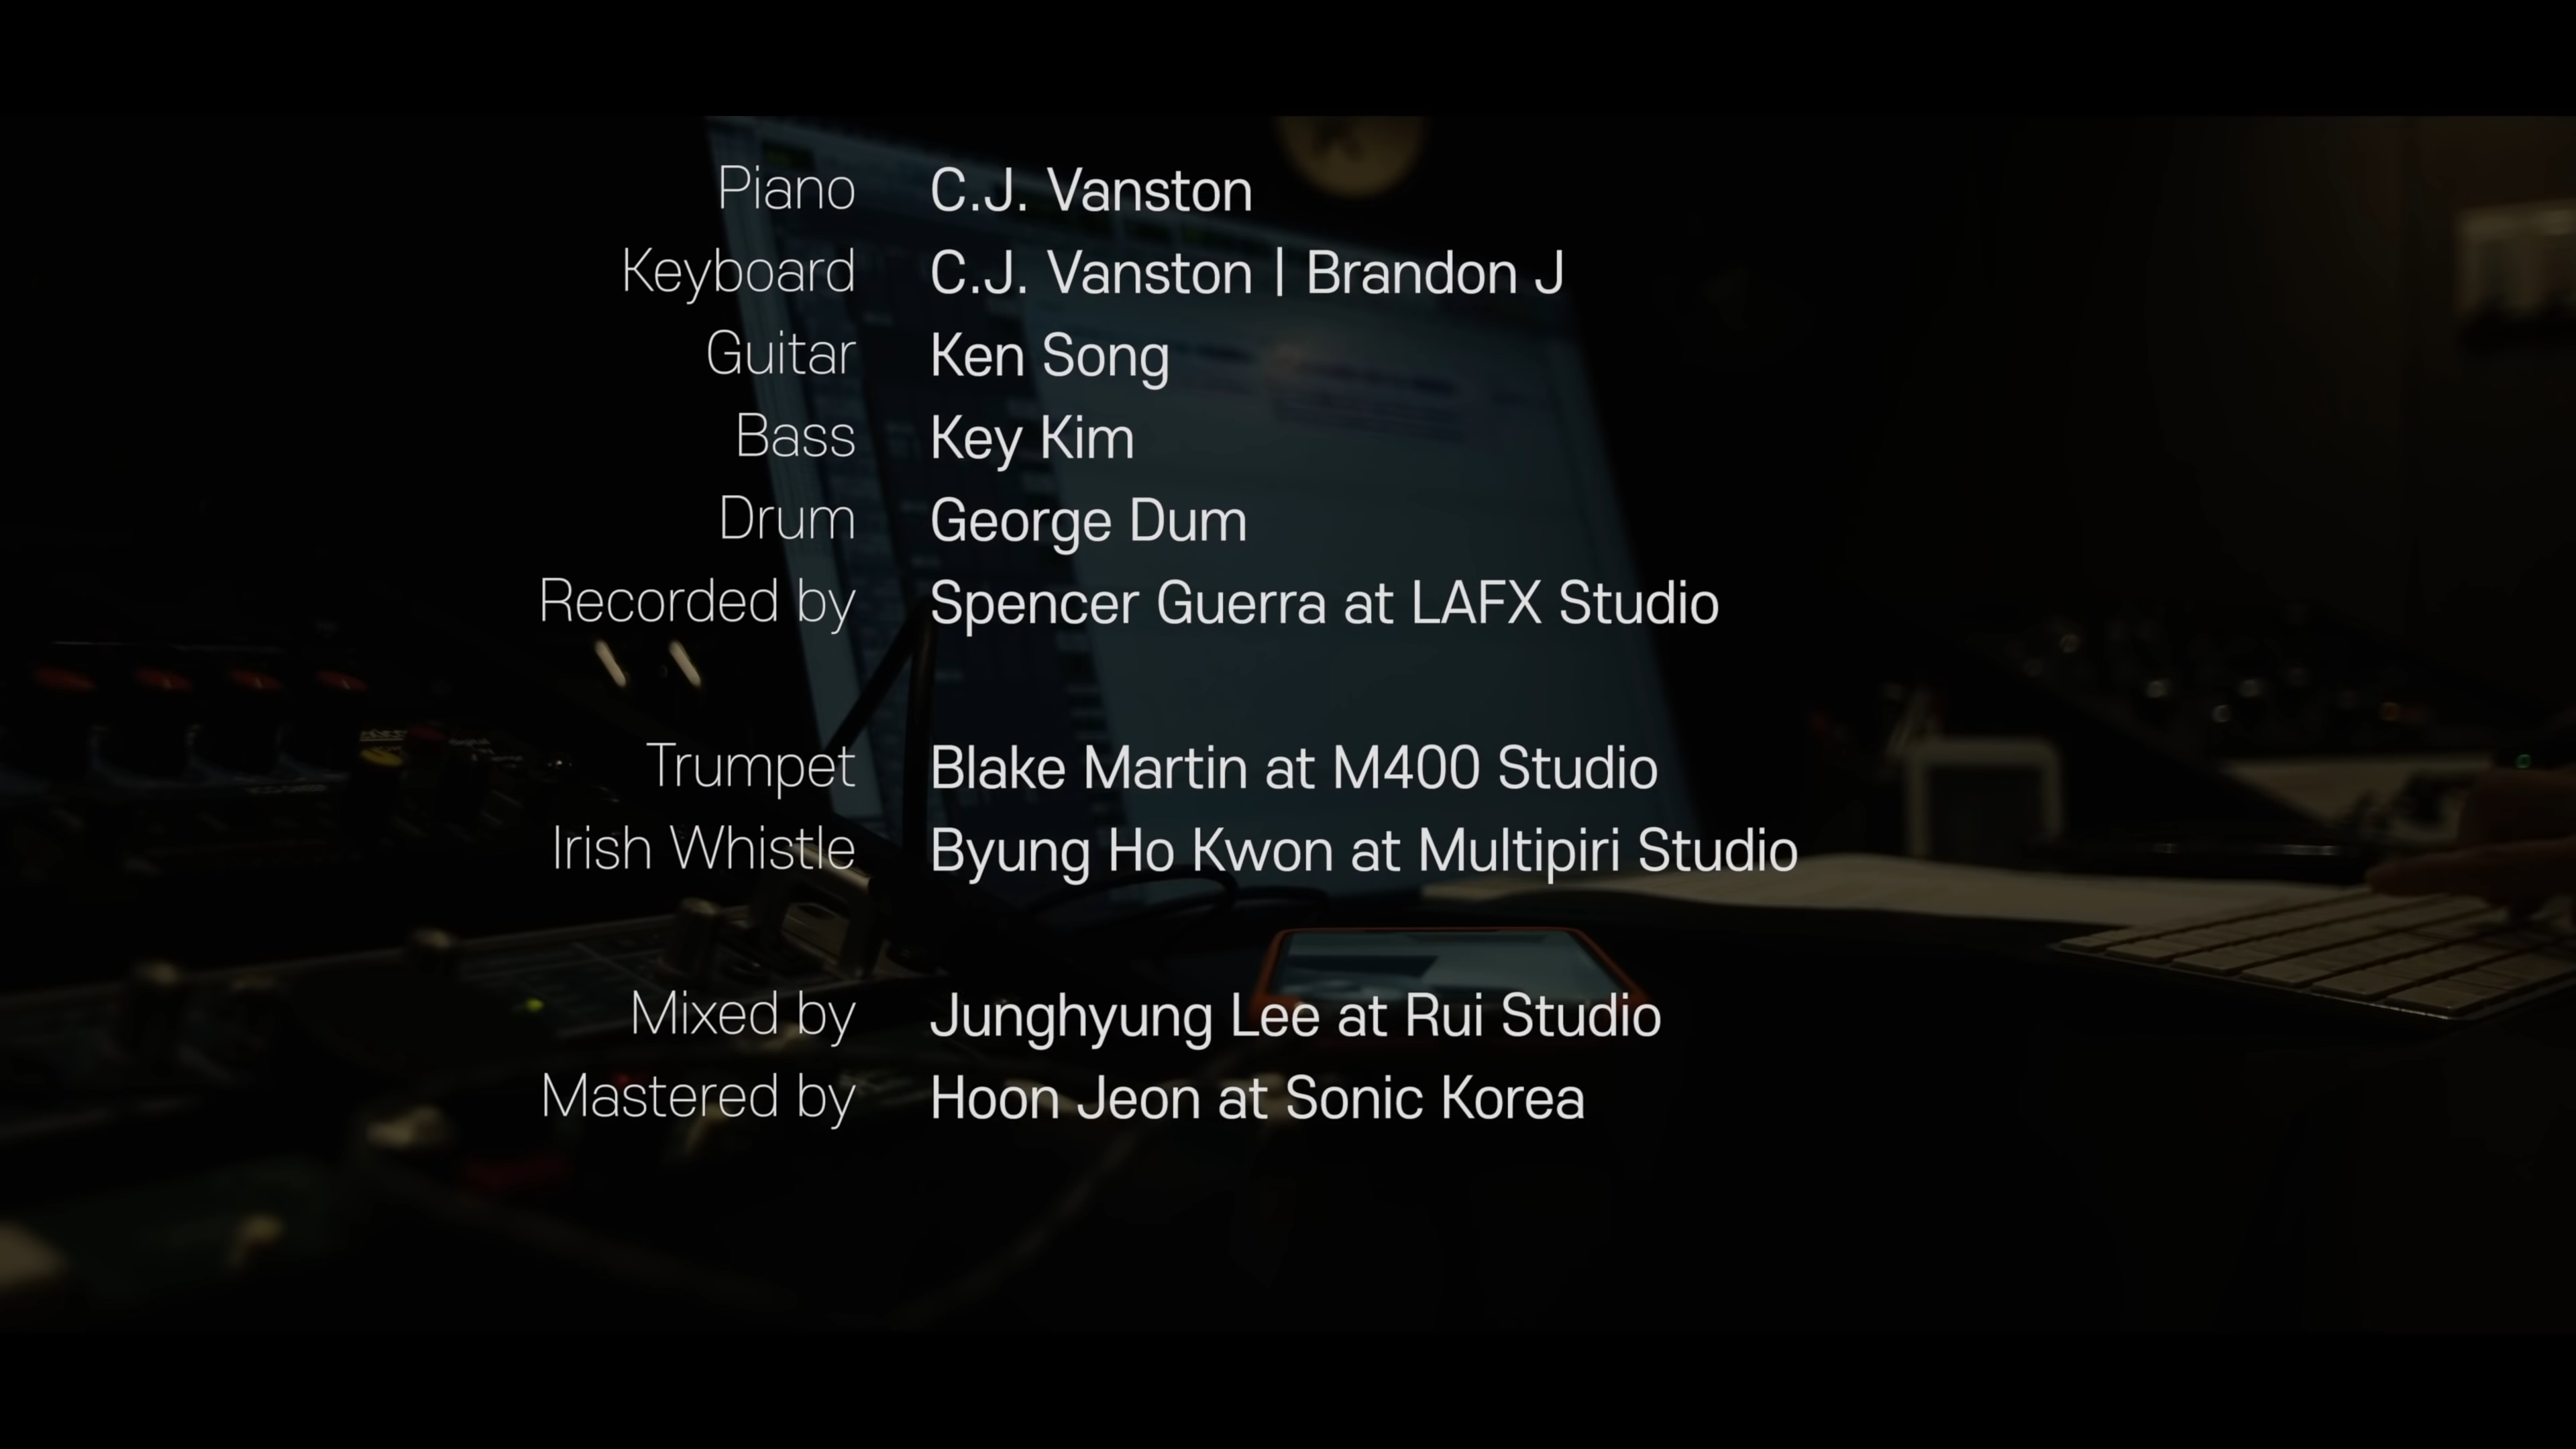 Piano C.J. Vanston
Keyboard C.J. Vanston | Brandon J
Guitar Ken Song
Bass Key Kim
Drum George Dum
Recorded by Spencer Guerra at LAFX Studio
Trumpet Blake Martin at M400 Studio
Irish Whistle Byung Ho Kwon at Multipiri Studio
Mixed by Junghyung Lee at Rui Studio
Mastered by Hoon Jeon at Sonic Korea